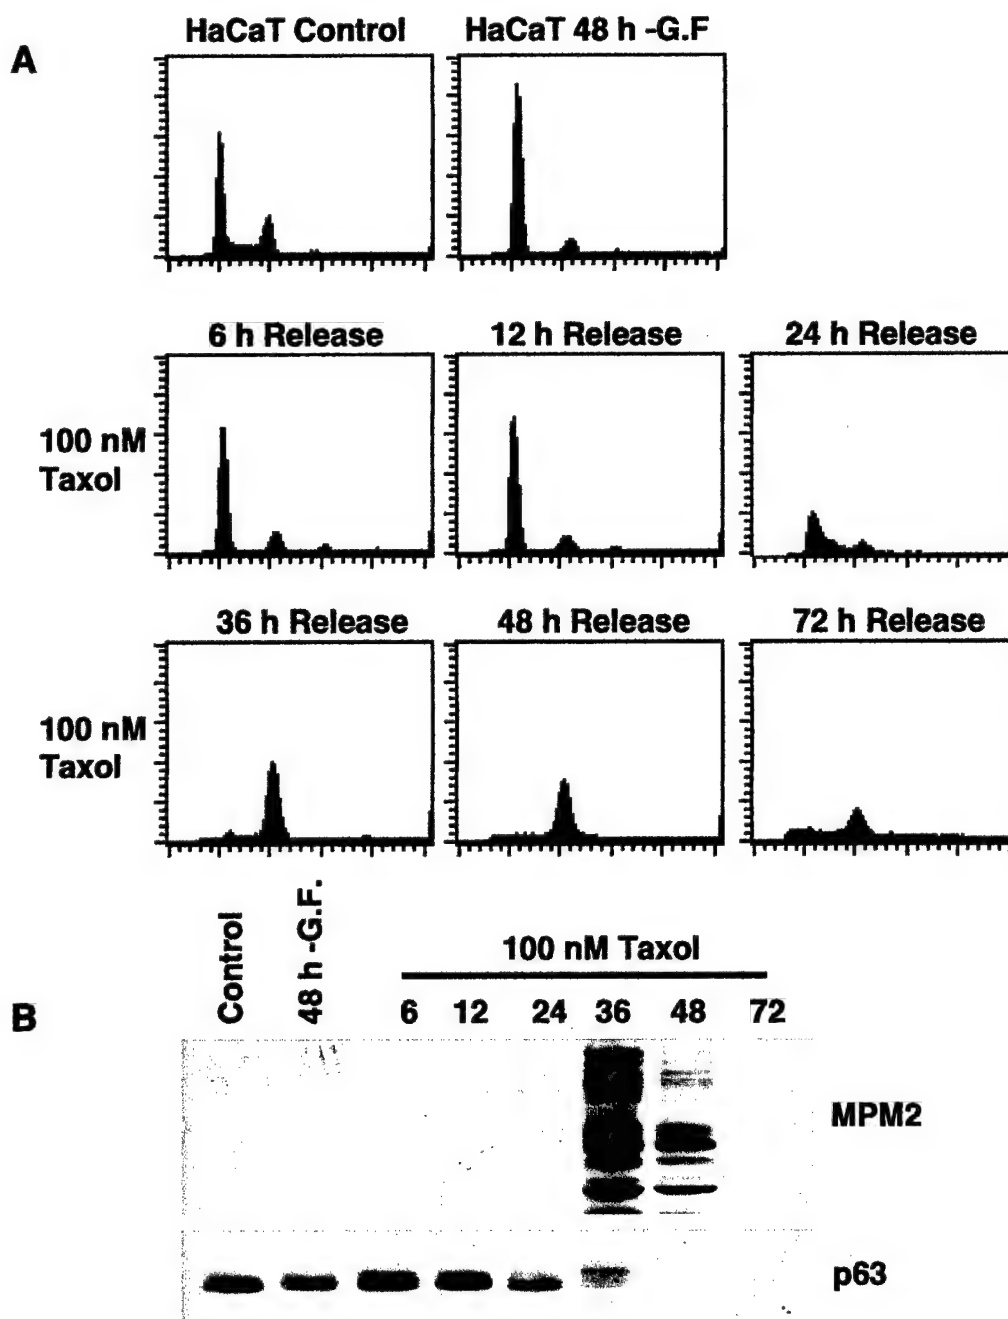 A
HaCaT Control
HaCaT 48 h -G.F
6 h Release
12 h Release
24 h Release
100 nM
Taxol
36 h Release
48 h Release
72 h Release
100 nM
Taxol
B
Control
48 h -G.F.
100 nM Taxol
6 12 24 36 48 72
MPM2
p63